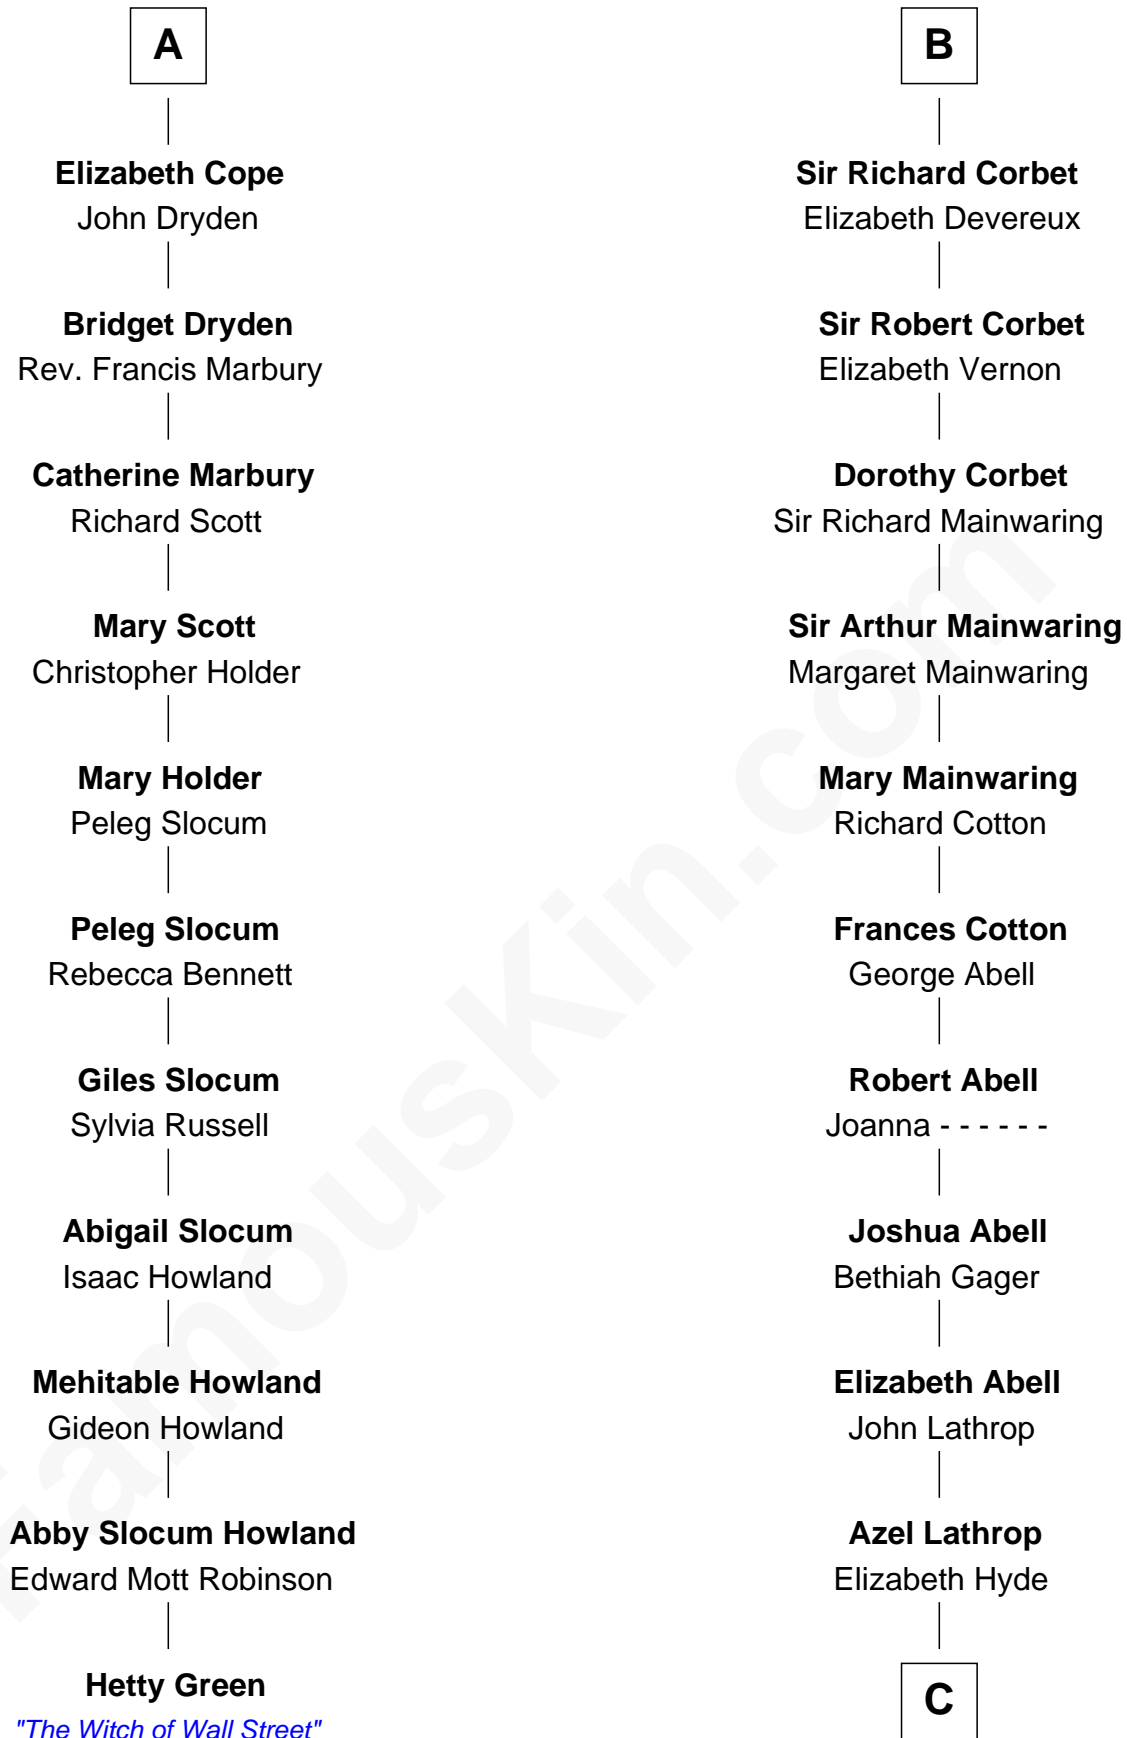 A
Elizabeth Cope
John Dryden
Bridget Dryden
Rev. Francis Marbury
Catherine Marbury
Richard Scott
Mary Scott
Christopher Holder
Mary Holder
Peleg Slocum
Peleg Slocum
Rebecca Bennett
Giles Slocum
Sylvia Russell
Abigail Slocum
Isaac Howland
Mehitable Howland
Gideon Howland
Abby Slocum Howland
Edward Mott Robinson
Hetty Green
"The Witch of Wall Street"
B
Sir Richard Corbet
Elizabeth Devereux
Sir Robert Corbet
Elizabeth Vernon
Dorothy Corbet
Sir Richard Mainwaring
Sir Arthur Mainwaring
Margaret Mainwaring
Mary Mainwaring
Richard Cotton
Frances Cotton
George Abell
Robert Abell
Joanna - - - - - -
Joshua Abell
Bethiah Gager
Elizabeth Abell
John Lathrop
Azel Lathrop
Elizabeth Hyde
C
FamousKin.com